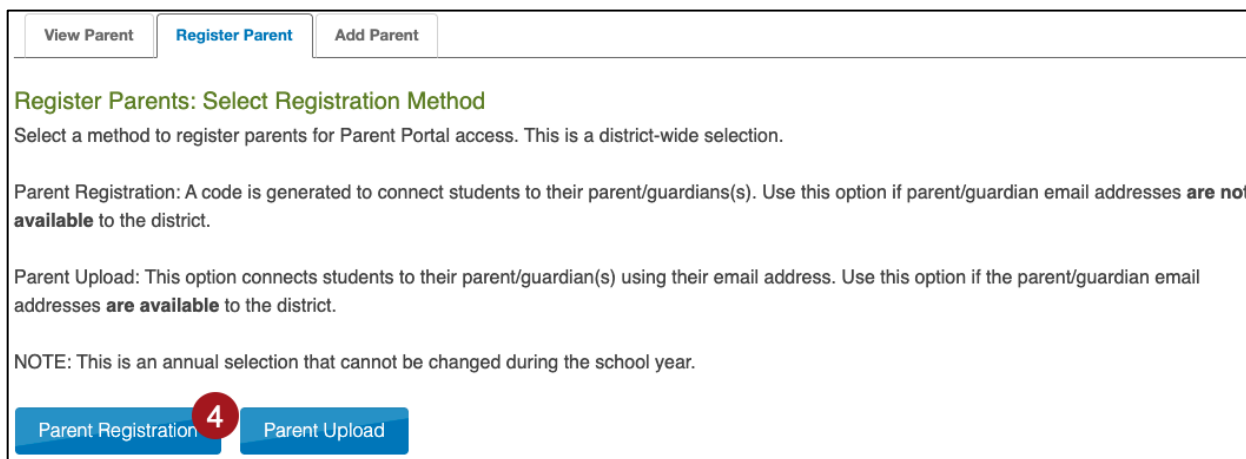 View Parent Register Parent Add Parent
Register Parents: Select Registration Method
Select a method to register parents for Parent Portal access. This is a district-wide selection.
Parent Registration: A code is generated to connect students to their parent/guardians(s). Use this option if parent/guardian email addresses are not
available to the district.
Parent Upload: This option connects students to their parent/guardian(s) using their email address. Use this option if the parent/guardian email
addresses are available to the district.
NOTE: This is an annual selection that cannot be changed during the school year.
Parent Registration 4 Parent Upload